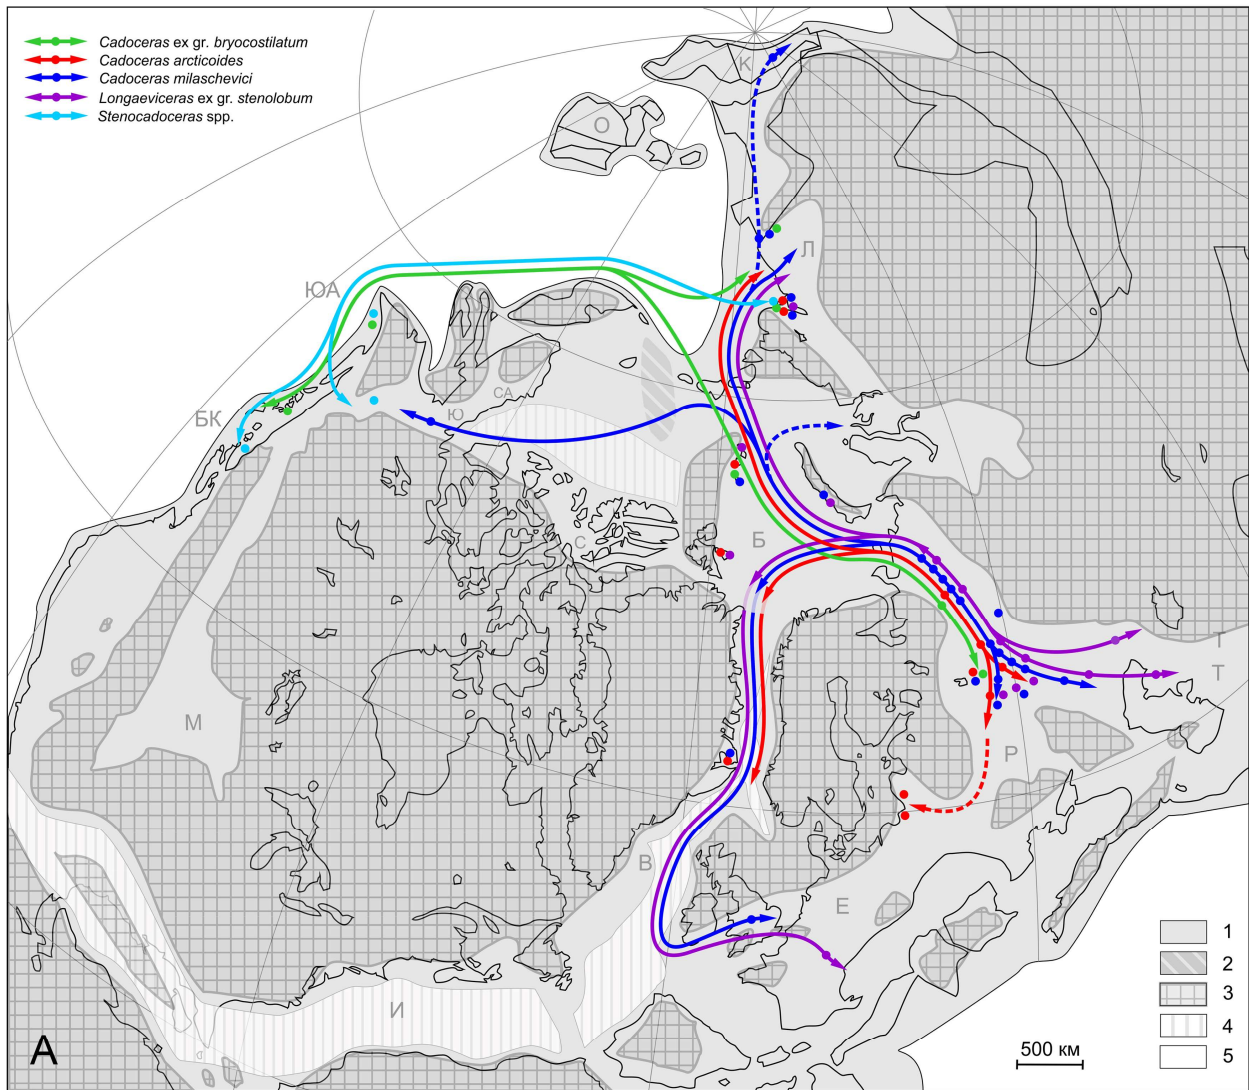 Cadoceras ex gr. bryocostilatum
Cadoceras arcticoides
Cadoceras milaschevici
Longaeviceras ex gr. stenolobum
Stenocadoceras spp.
К
О
Л
ЮА
СА
Ю
БК
С
Б
Т
Т
М
Р
В
Е
И
1
2
3
4
5
А
500 км